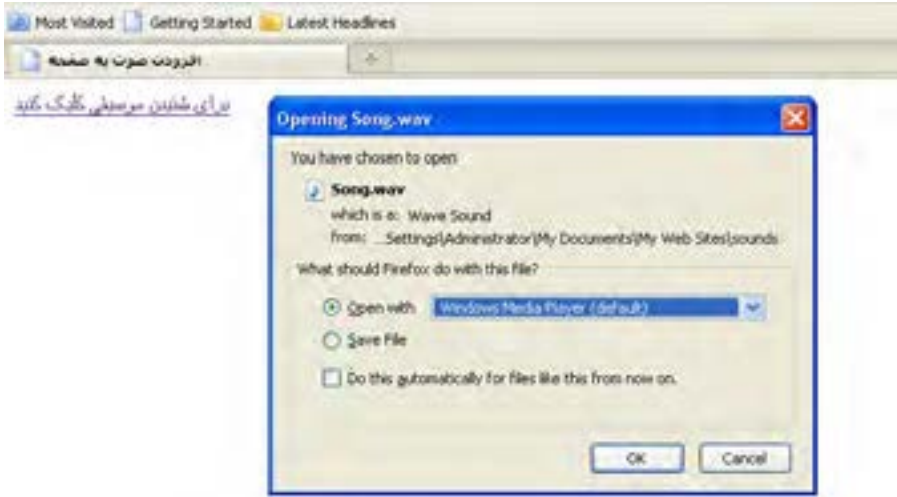 Most Visited Getting Started Latest Headlines
افزودن صوت به صفحه
برای شنیدن موسیقی کلیک کنید
Opening Song.wav
You have chosen to open
Song.wav
which is a: Wave Sound
from: ...Settings\Administrator\My Documents\My Web Sites\sounds
What should Firefox do with this file?
Open with Windows Media Player (default)
Save File
Do this automatically for files like this from now on.
OK Cancel